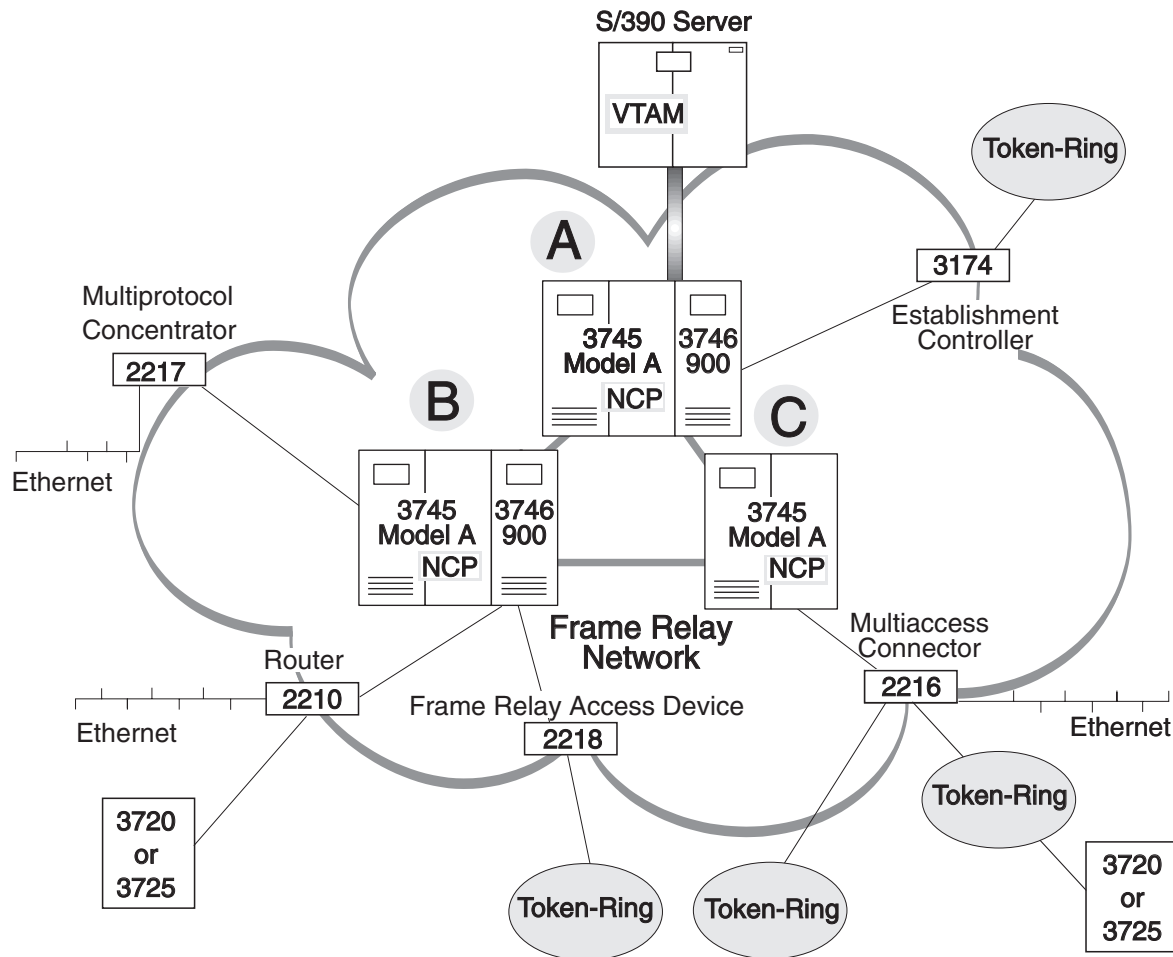 S/390 Server
VTAM
Token-Ring
A
3174
Establishment
Controller
Multiprotocol
Concentrator
2217
3745
Model A
NCP
3746
900
B
C
Ethernet
3745
Model A
NCP
3746
900
3745
Model A
NCP
Frame Relay
Network
Multiaccess
Connector
Router
2210
2216
Frame Relay Access Device
Ethernet
2218
Ethernet
Token-Ring
3720
or
3725
Token-Ring
Token-Ring
3720
or
3725